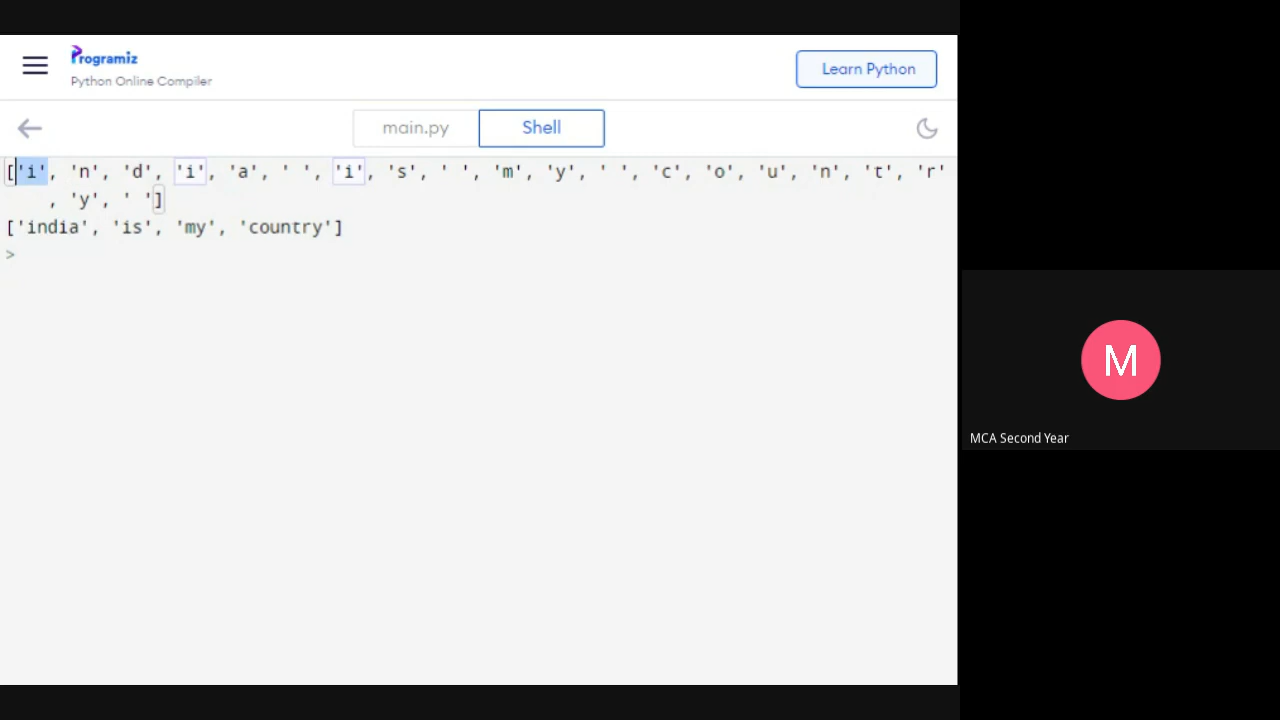 Programiz
Python Online Compiler
Learn Python
main.py
Shell
['i', 'n', 'd', 'i', 'a', ' ', 'i', 's', ' ', 'm', 'y', ' ', 'c', 'o', 'u', 'n', 't', 'r'
, 'y', ' ']
['india', 'is', 'my', 'country']
>
M
MCA Second Year